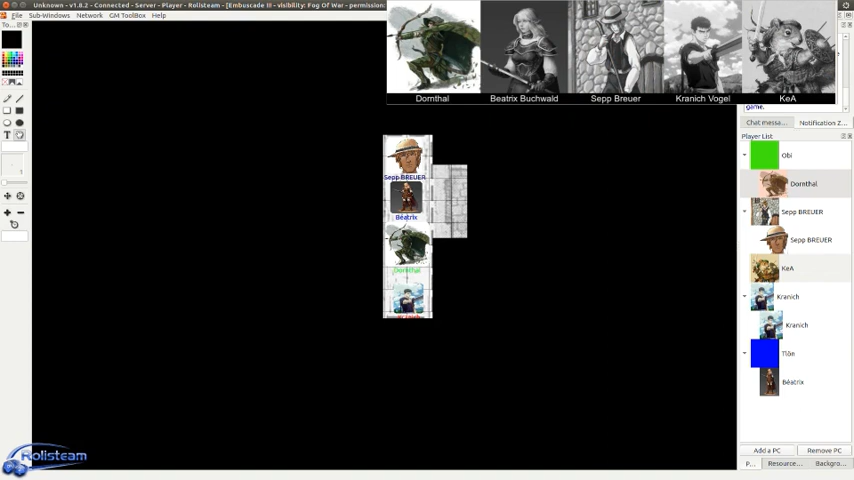 Unknown - v1.8.2 - Connected - Server - Player - Rolisteam - [Embuscade III - visibility: Fog Of War - permission:
File Sub-Windows Network GM ToolBox Help
To...
Dornthal
Beatrix Buchwald
Sepp Breuer
Kranich Vogel
KeA
game.
Chat messa...
Notification Z...
Player List
Obi
Dornthal
Sepp BREUER
Sepp BREUER
KeA
Kranich
Kranich
Tlön
Béatrix
Sepp BREUER
Béatrix
Dornthal
T
1
Add a PC
Remove PC
P...
Resource...
Backgro...
Rolisteam